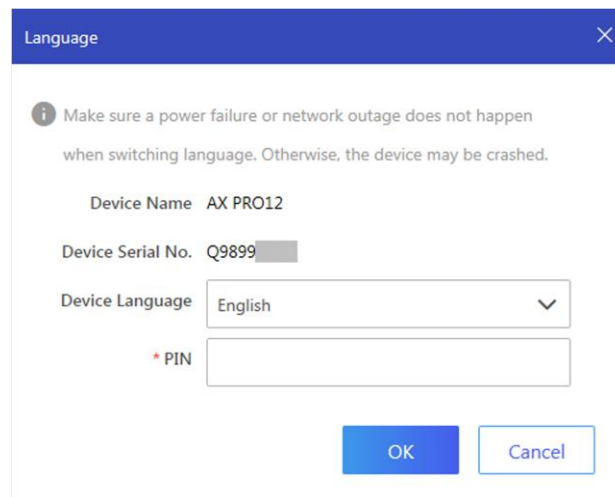 Language
Make sure a power failure or network outage does not happen
when switching language. Otherwise, the device may be crashed.
Device Name AX PRO12
Device Serial No. Q9899
Device Language English
* PIN
OK Cancel